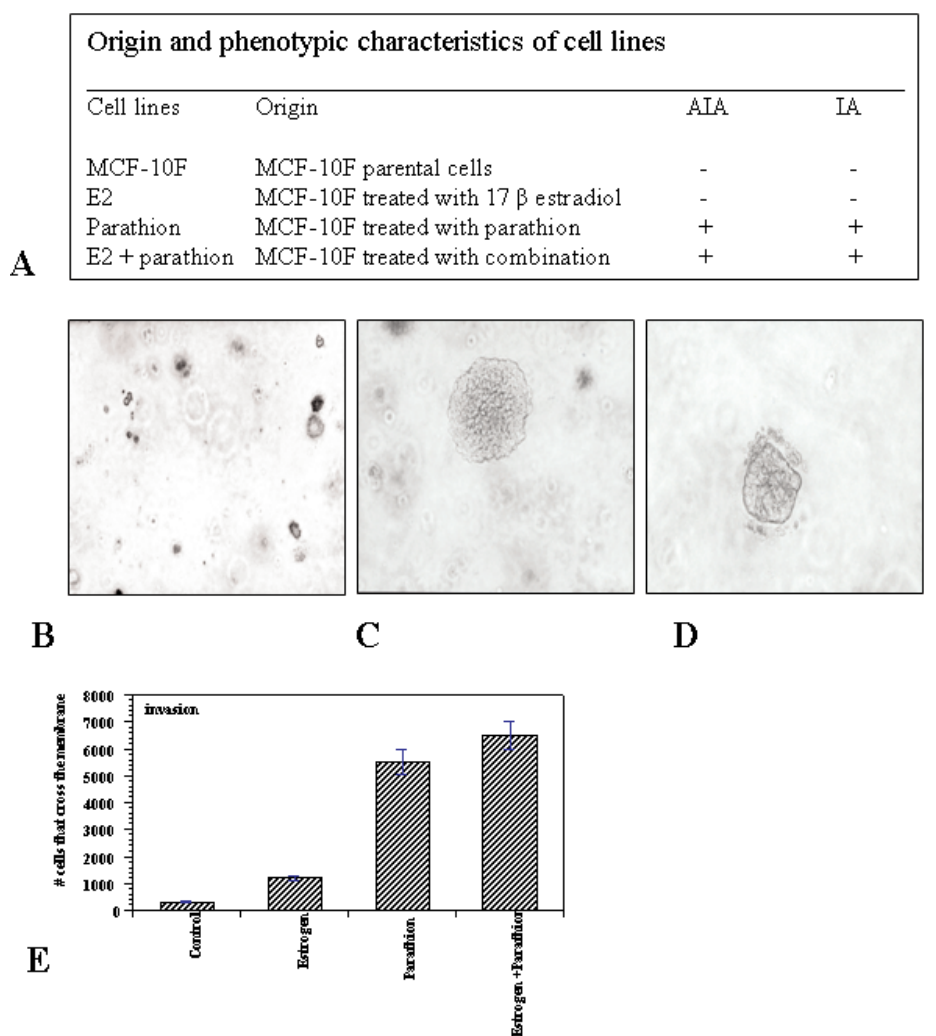 Origin and phenotypic characteristics of cell lines
Cell lines Origin AIA IA
MCF-10F MCF-10F parental cells - -
E2 MCF-10F treated with 17 β estradiol - -
Parathion MCF-10F treated with parathion + +
E2 + parathion MCF-10F treated with combination + +
A
B C D
invasion
# cells that cross the membrane
8000
7000
6000
5000
4000
3000
2000
1000
0
Control
Estrogen
Parathion
Estrogen +Parathion
E